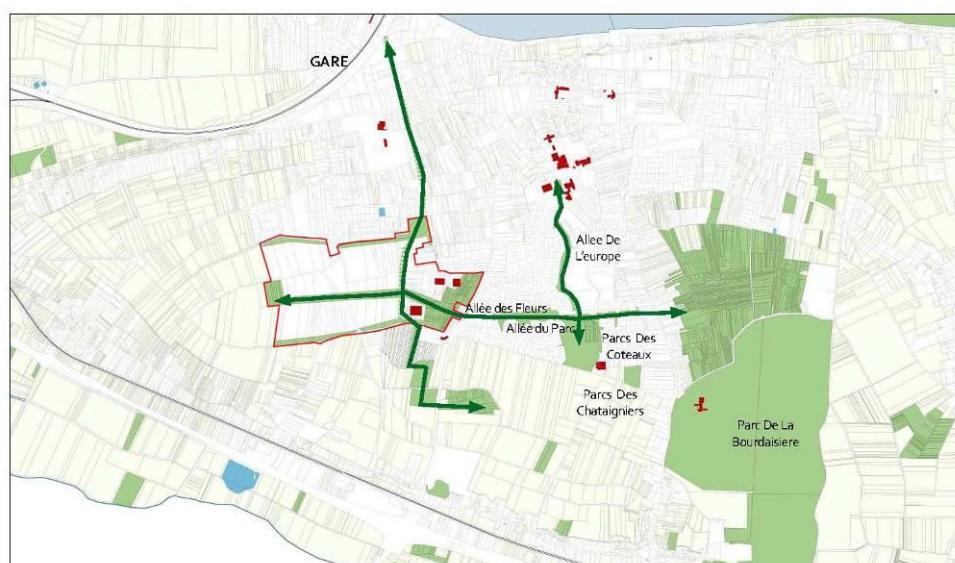 GARE
Allee De
L'europe
Allée des Fleurs
Allée du Parc
Parcs Des
Coteaux
Parcs Des
Chataigniers
Parc De La
Bourdaisiere